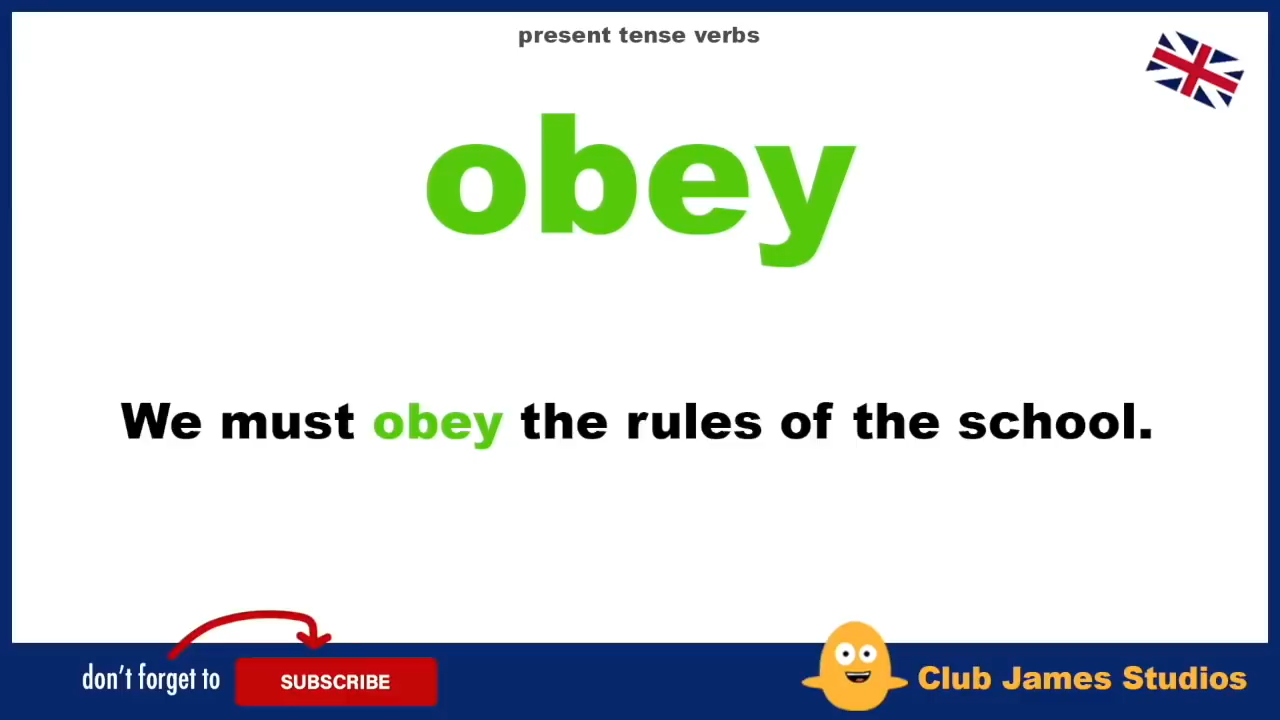 present tense verbs
obey
We must obey the rules of the school.
don't forget to SUBSCRIBE
Club James Studios